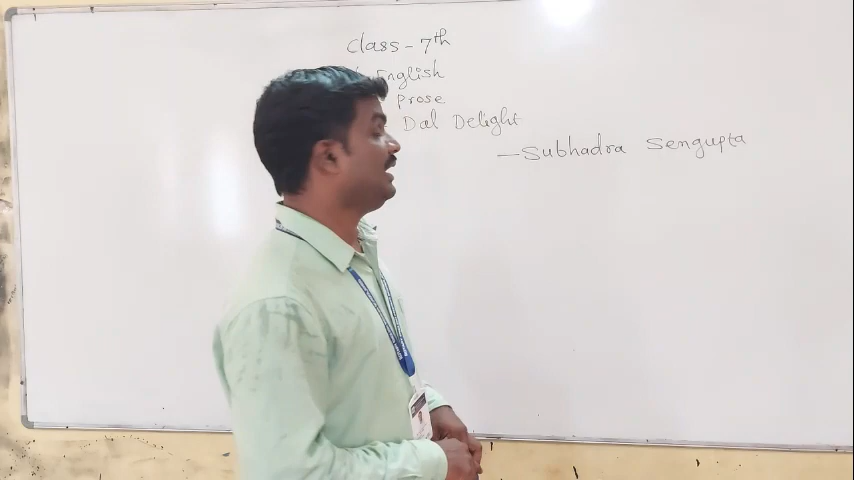 Class - 7th
English
Prose
Dal Delight
- Subhadra Sengupta